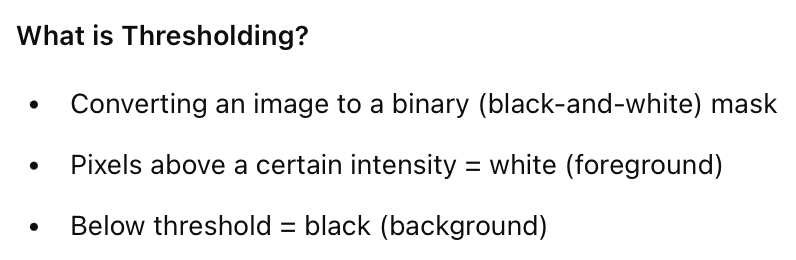 What is Thresholding?
• Converting an image to a binary (black-and-white) mask
• Pixels above a certain intensity = white (foreground)
• Below threshold = black (background)